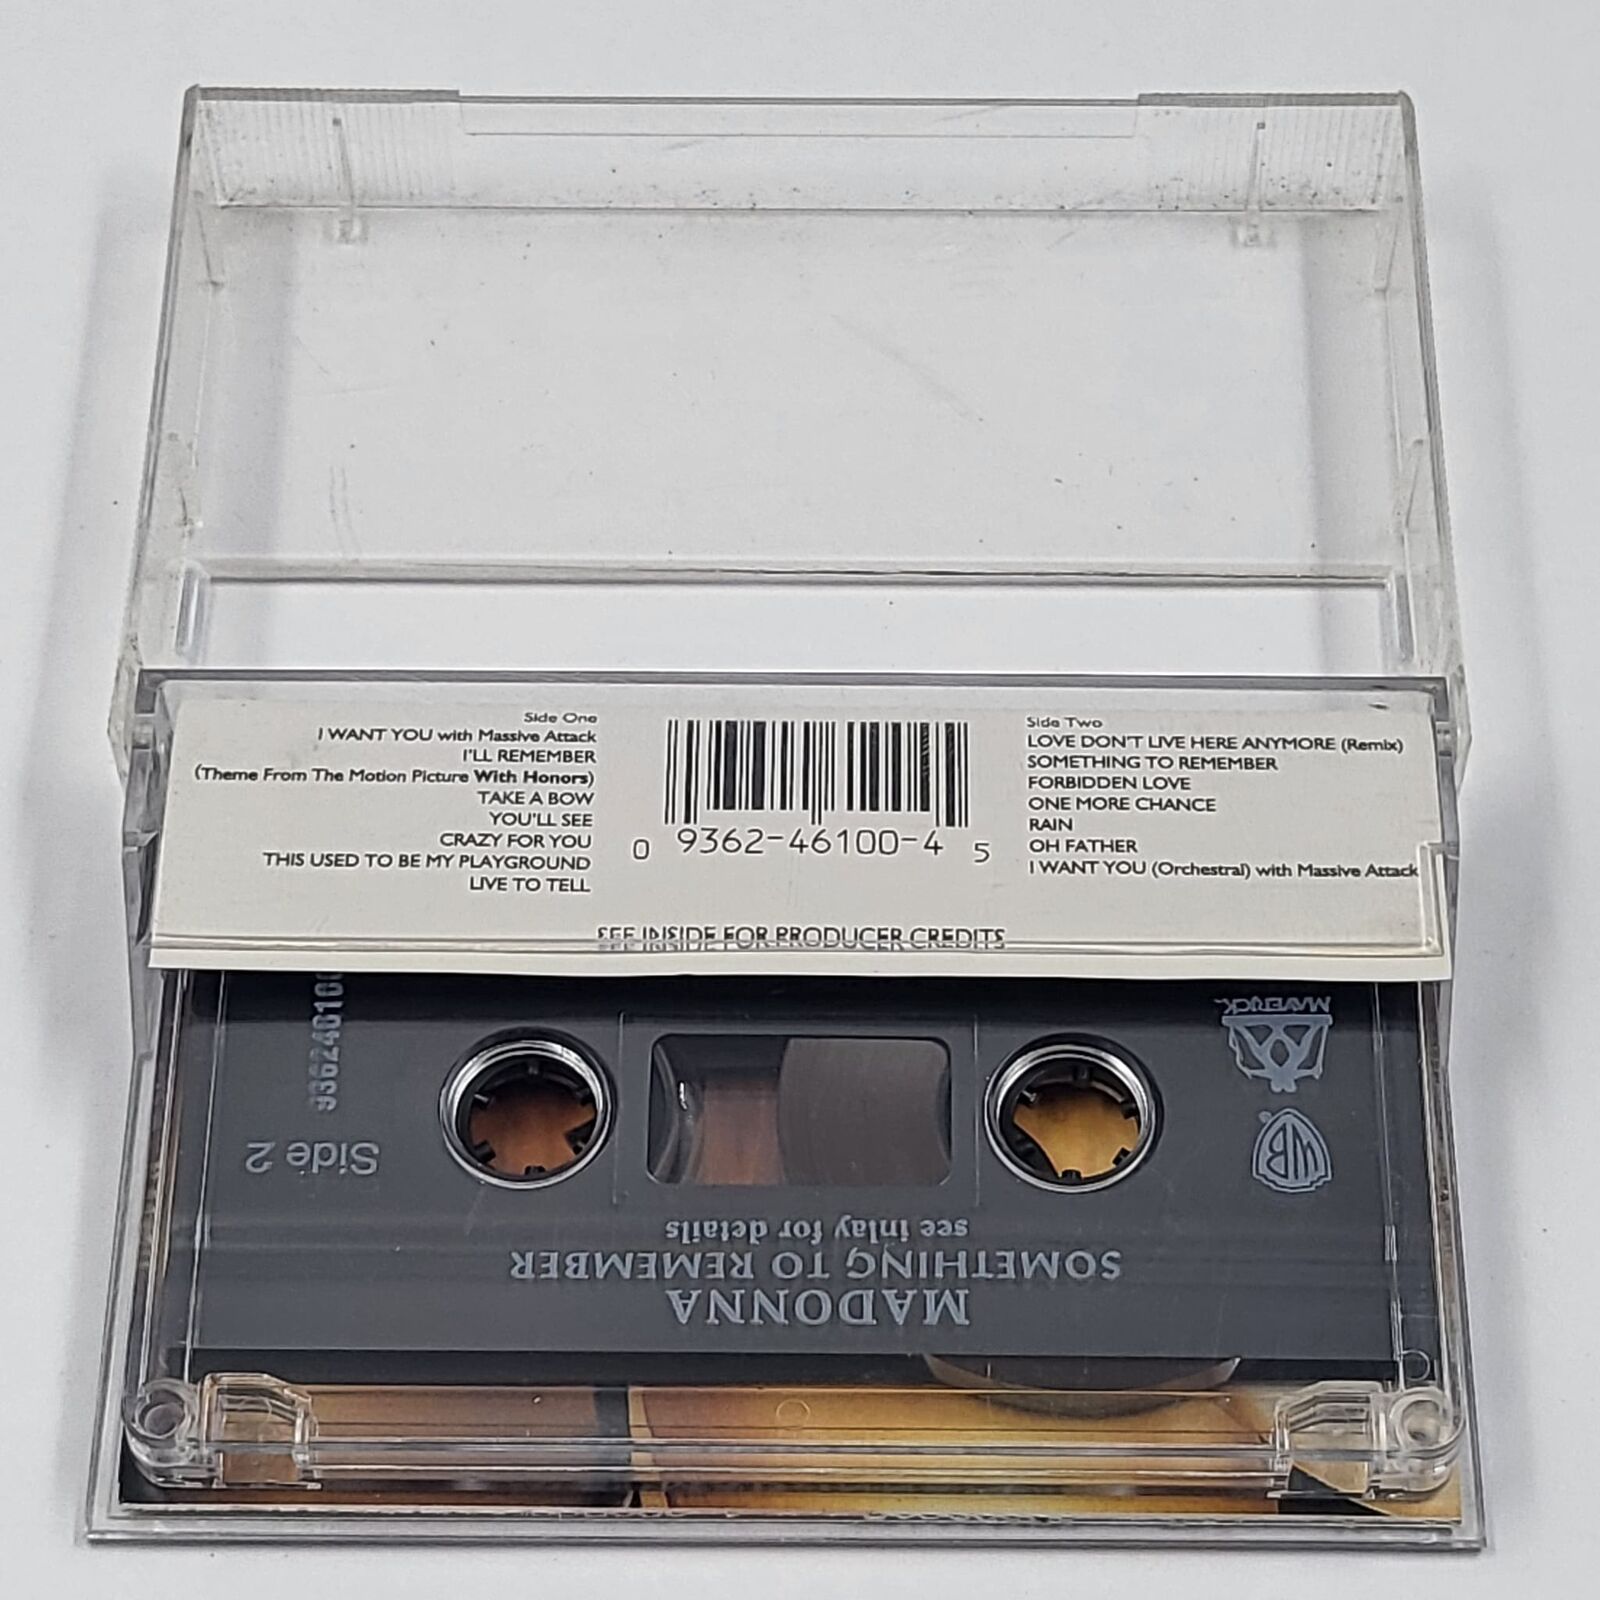 Side One
I WANT YOU with Massive Attack
I'LL REMEMBER
(Theme From The Motion Picture With Honors)
TAKE A BOW
YOU'LL SEE
CRAZY FOR YOU
THIS USED TO BE MY PLAYGROUND
LIVE TO TELL
0 9362-46100-4 5
Side Two
LOVE DON'T LIVE HERE ANYMORE (Remix)
SOMETHING TO REMEMBER
FORBIDDEN LOVE
ONE MORE CHANCE
RAIN
OH FATHER
I WANT YOU (Orchestral) with Massive Attack
SEE INSIDE FOR PRODUCER CREDITS
MADONNA
SOMETHING TO REMEMBER
see inlay for details
Side 2
WB®
MAVERICK™